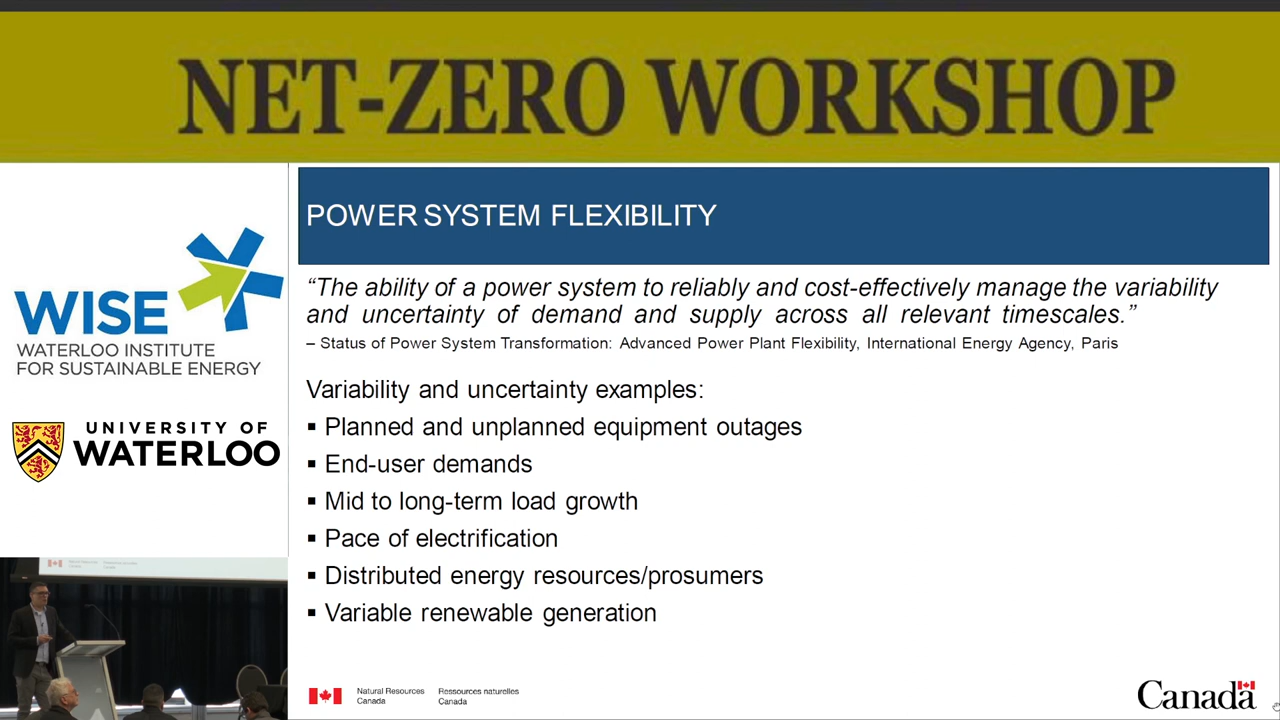 NET-ZERO WORKSHOP
WISE
WATERLOO INSTITUTE
FOR SUSTAINABLE ENERGY
UNIVERSITY OF
WATERLOO
POWER SYSTEM FLEXIBILITY
“The ability of a power system to reliably and cost-effectively manage the variability
and uncertainty of demand and supply across all relevant timescales.”
– Status of Power System Transformation: Advanced Power Plant Flexibility, International Energy Agency, Paris
Variability and uncertainty examples:
▪ Planned and unplanned equipment outages
▪ End-user demands
▪ Mid to long-term load growth
▪ Pace of electrification
▪ Distributed energy resources/prosumers
▪ Variable renewable generation
Natural Resources Ressources naturelles
Canada Canada
Canada